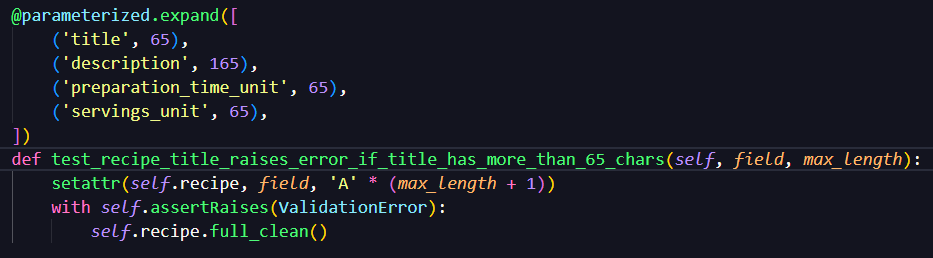 @parameterized.expand([
    ('title', 65),
    ('description', 165),
    ('preparation_time_unit', 65),
    ('servings_unit', 65),
])
def test_recipe_title_raises_error_if_title_has_more_than_65_chars(self, field, max_length):
    setattr(self.recipe, field, 'A' * (max_length + 1))
    with self.assertRaises(ValidationError):
        self.recipe.full_clean()